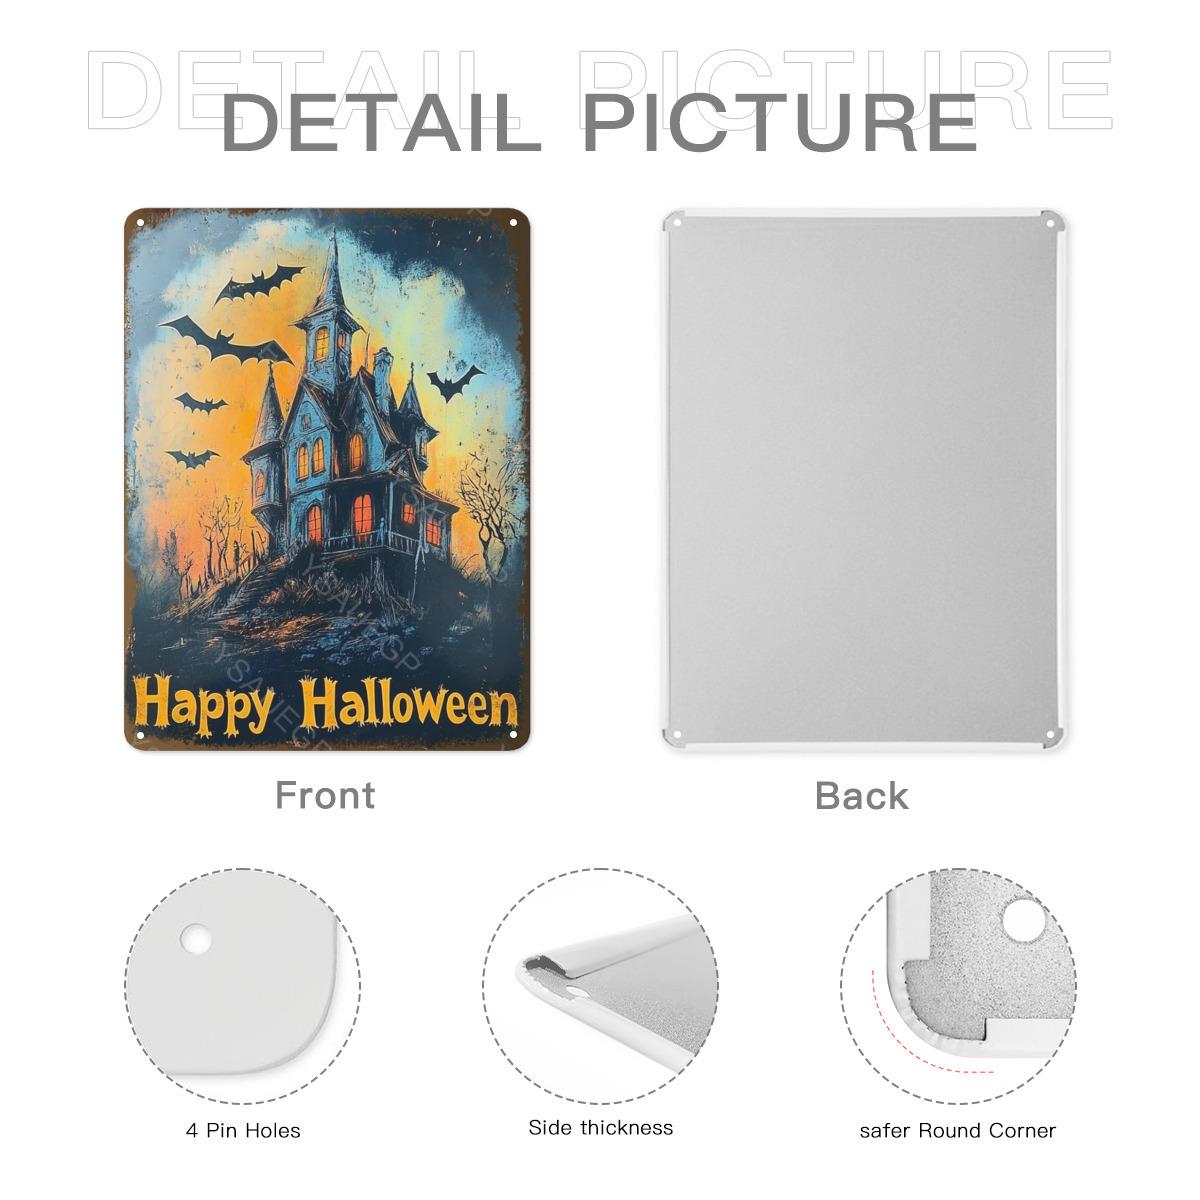 DETAIL PICTURE
DETAIL PICTURE
Happy Halloween
Front
Back
4 Pin Holes
Side thickness
safer Round Corner